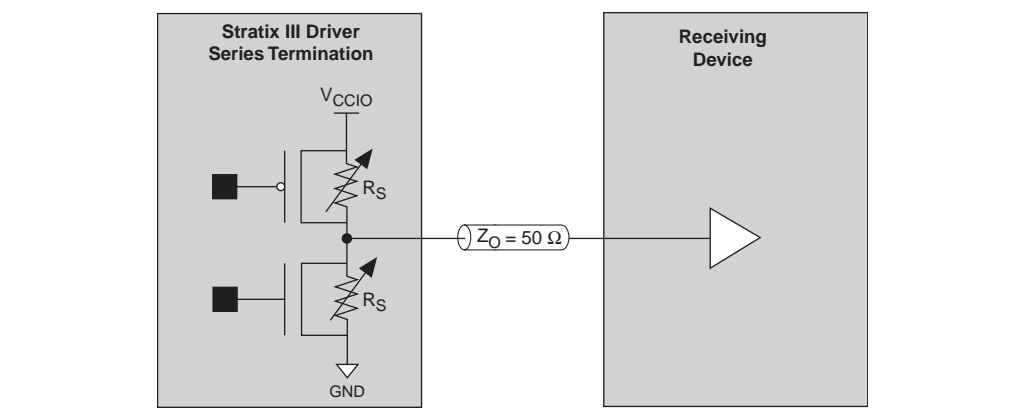 Stratix III Driver
Series Termination
Receiving
Device
VCCIO
RS
ZO = 50 Ω
RS
GND